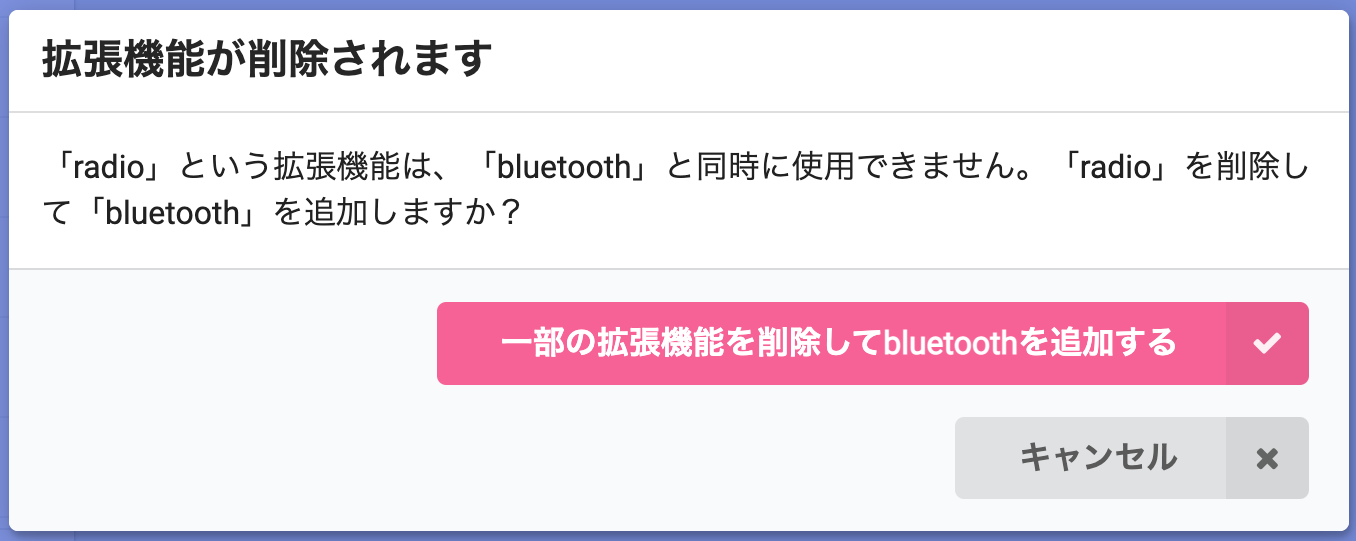 拡張機能が削除されます
「radio」という拡張機能は、「bluetooth」と同時に使用できません。「radio」を削除し
て「bluetooth」を追加しますか？
一部の拡張機能を削除してbluetoothを追加する
キャンセル